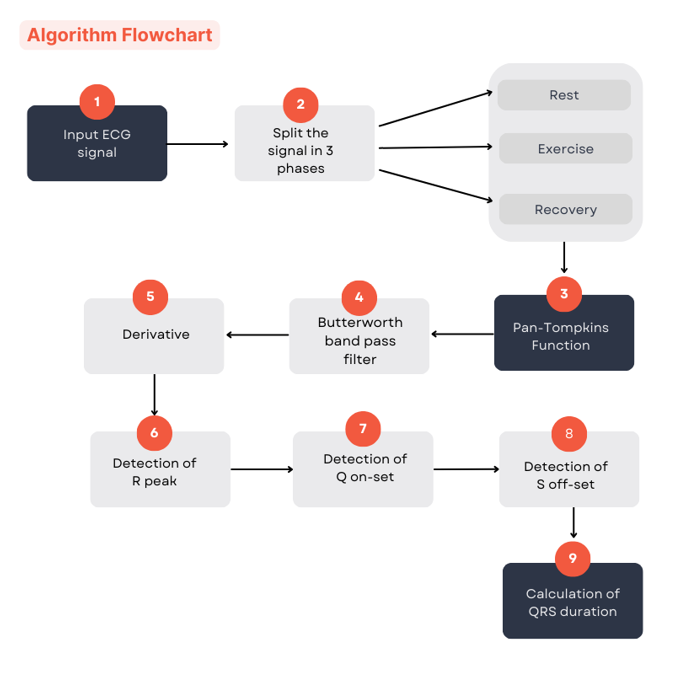 Algorithm Flowchart
1
Input ECG
signal
2
Split the
signal in 3
phases
Rest
Exercise
Recovery
3
Pan-Tompkins
Function
4
Butterworth
band pass
filter
5
Derivative
6
Detection of
R peak
7
Detection of
Q on-set
8
Detection of
S off-set
9
Calculation of
QRS duration